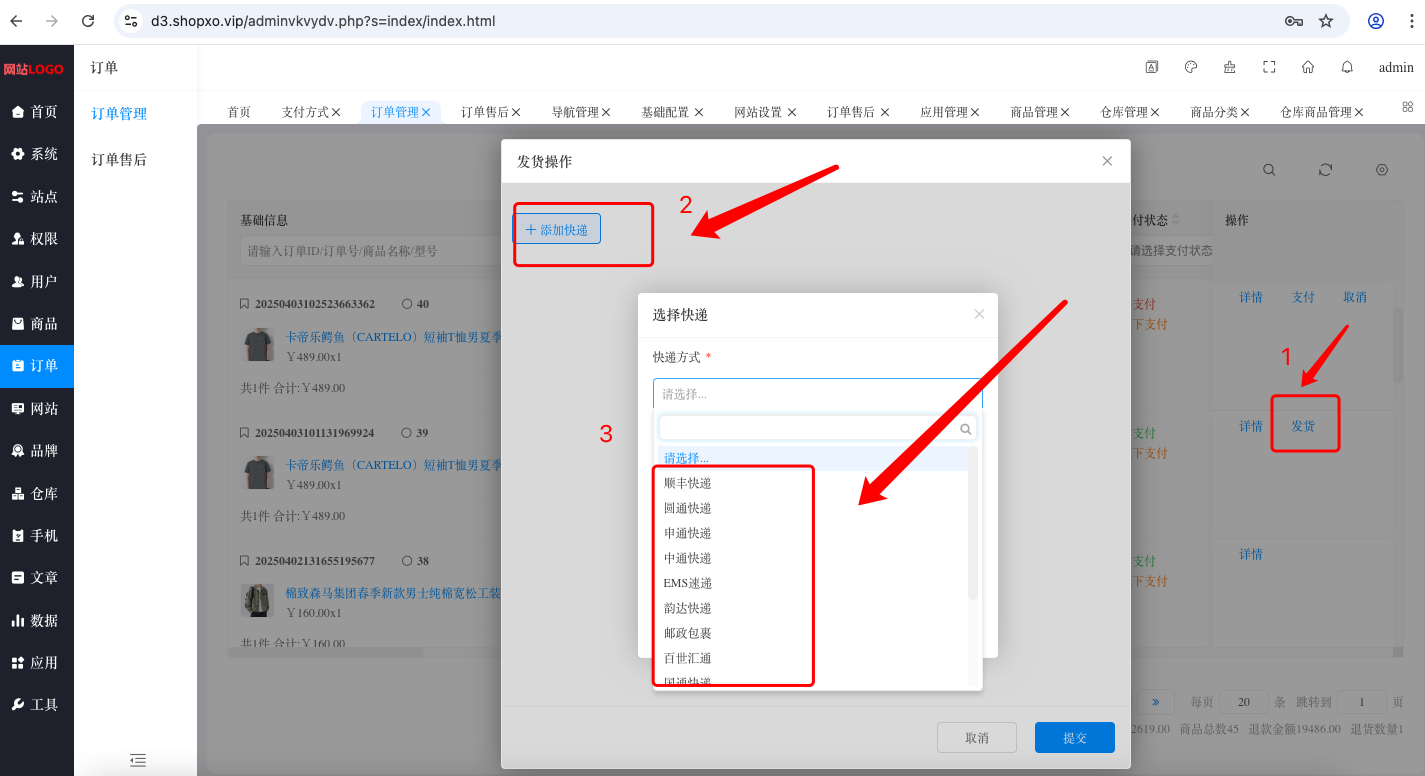 d3.shopxo.vip/adminvkvydv.php?s=index/index.html
网站LOGO
首页
系统
站点
权限
用户
商品
订单
网站
品牌
仓库
手机
文章
数据
应用
工具
订单
订单管理
订单售后
admin
首页 支付方式 订单管理 订单售后 导航管理 基础配置 网站设置 订单售后 应用管理 商品管理 仓库管理 商品分类 仓库商品管理
基础信息
请输入订单ID/订单号/商品名称/型号
付状态 操作
请选择支付状态
20250403102523663362 40
卡帝乐鳄鱼（CARTELO）短袖T恤男夏季
￥489.00x1
共1件 合计:￥489.00
支付
下支付
详情 支付 取消
20250403101131969924 39
卡帝乐鳄鱼（CARTELO）短袖T恤男夏季
￥489.00x1
共1件 合计:￥489.00
支付
下支付
详情 发货
1
20250402131655195677 38
棉致森马集团春季新款男士纯棉宽松工装
￥160.00x1
共1件 合计:￥160.00
支付
下支付
详情
发货操作
添加快递
2
选择快递
快递方式 *
请选择...
3
请选择...
顺丰快递
圆通快递
申通快递
中通快递
EMS速递
韵达快递
邮政包裹
百世汇通
国通快递
取消 提交
» 每页 20 条 跳转到 1 页
2619.00 商品总数45 退款金额19486.00 退货数量1